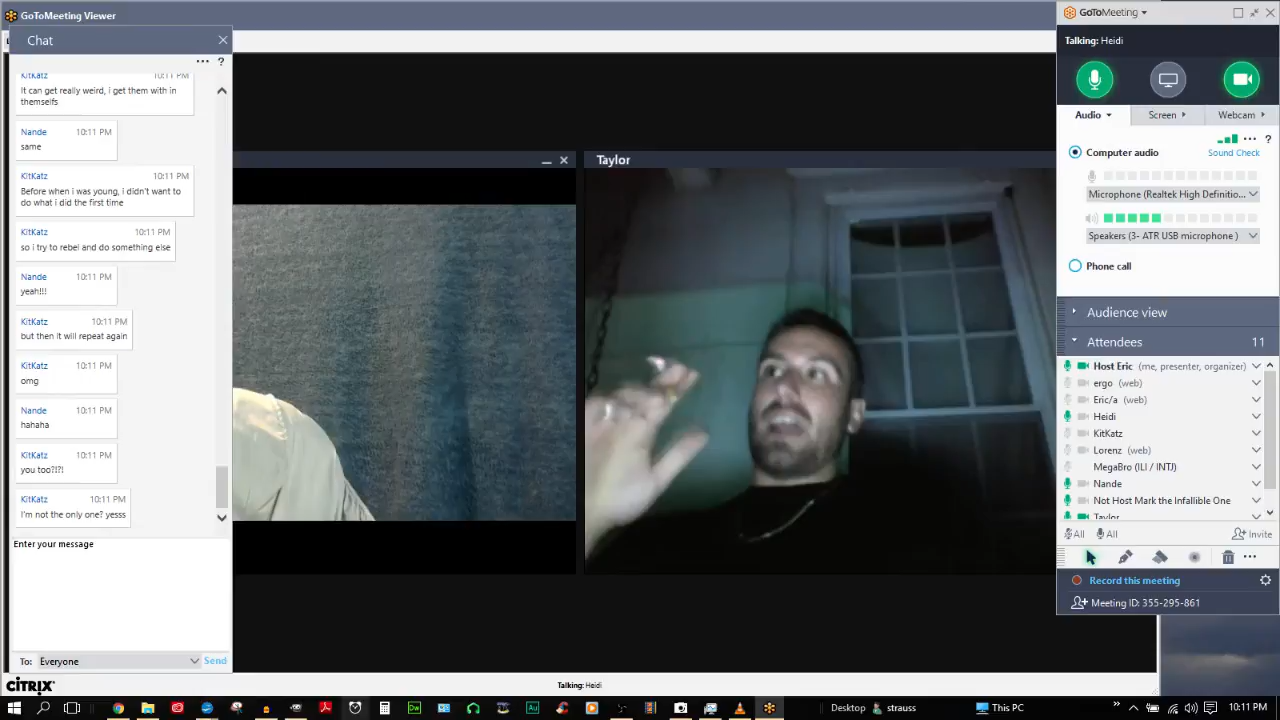 GoToMeeting Viewer
Chat
... ?
KitKatz 10:11 PM
It can get really weird, i get them with in
themselfs
Nande 10:11 PM
same
KitKatz 10:11 PM
Before when i was young, i didn't want to
do what i did the first time
KitKatz 10:11 PM
so i try to rebel and do something else
Nande 10:11 PM
yeah!!!
KitKatz 10:11 PM
but then it will repeat again
KitKatz 10:11 PM
omg
Nande 10:11 PM
hahaha
KitKatz 10:11 PM
you too?!?!
KitKatz 10:11 PM
I'm not the only one? yesss
Enter your message
To: Everyone Send
CITRIX
Taylor
Talking: Heidi
GoToMeeting
Talking: Heidi
Audio Screen Webcam
... ?
Computer audio Sound Check
Microphone (Realtek High Definitio...
Speakers (3- ATR USB microphone )
Phone call
Audience view
Attendees 11
Host Eric (me, presenter, organizer)
ergo (web)
Eric/a (web)
Heidi
KitKatz
Lorenz (web)
MegaBro (ILI / INTJ)
Nande
Not Host Mark the Infallible One
Taylor
All All Invite
Record this meeting
Meeting ID: 355-295-861
Dw Au Desktop strauss This PC 10:11 PM